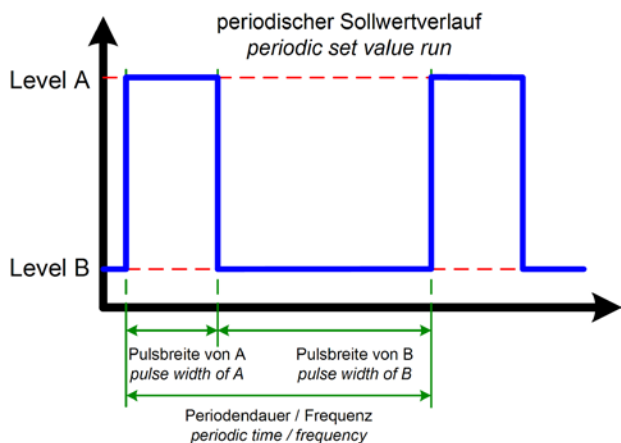 periodischer Sollwertverlauf
periodic set value run
Level A
Level B
Pulsbreite von A
pulse width of A
Pulsbreite von B
pulse width of B
Periodendauer / Frequenz
periodic time / frequency